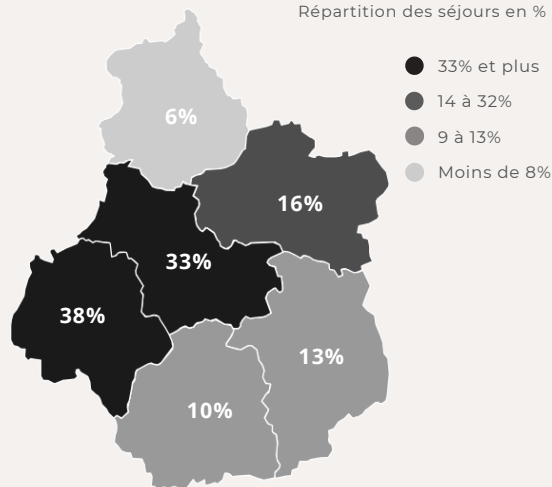 Répartition des séjours en %
33% et plus
14 à 32%
9 à 13%
Moins de 8%
6%
16%
33%
38%
13%
10%